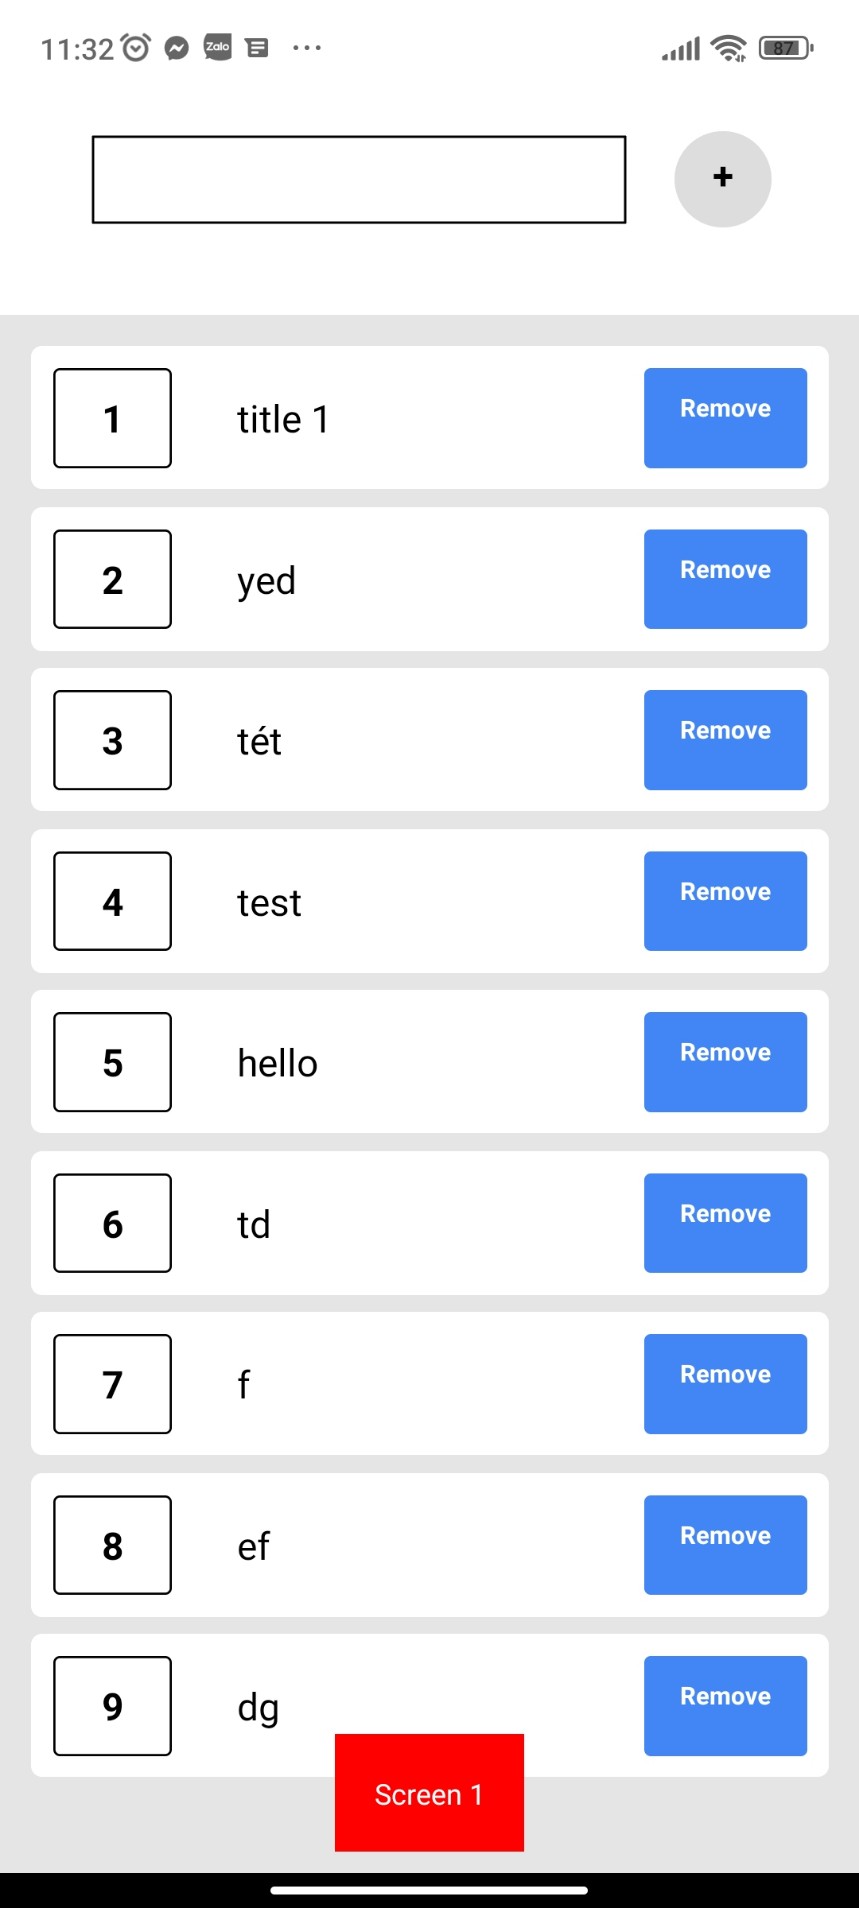 11:32 Zalo ... 87
+
1 title 1 Remove
2 yed Remove
3 tét Remove
4 test Remove
5 hello Remove
6 td Remove
7 f Remove
8 ef Remove
9 dg Remove
Screen 1